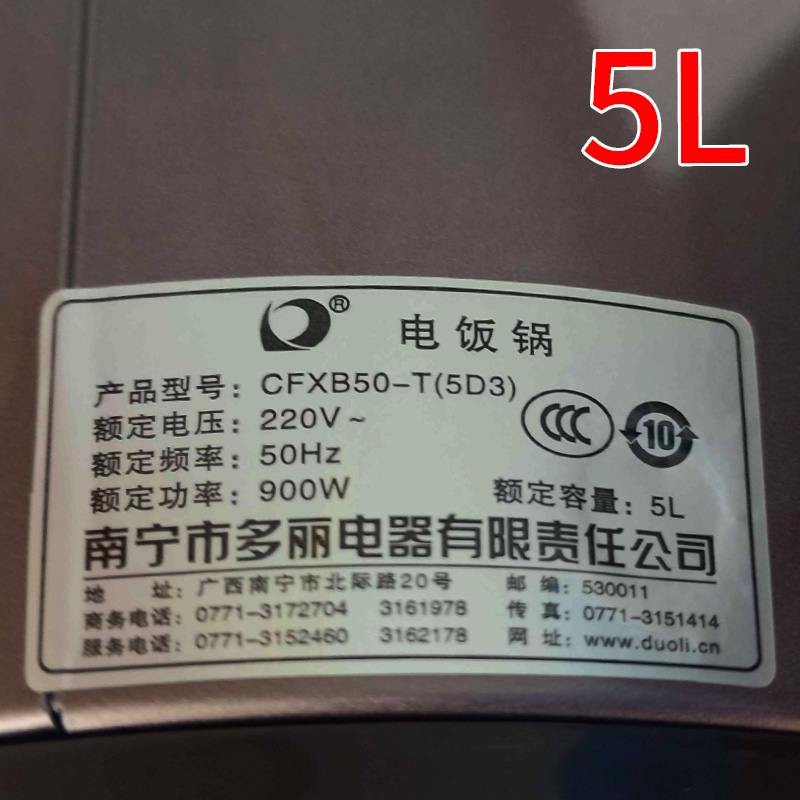 5L
® 电饭锅
产品型号：CFXB50-T(5D3)
额定电压：220V～
额定频率：50Hz
额定功率：900W 额定容量：5L
CCC 10
南宁市多丽电器有限责任公司
地 址：广西南宁市北际路20号 邮 编：530011
商务电话：0771-3172704 3161978 传 真：0771-3151414
服务电话：0771-3152460 3162178 网 址：www.duoli.cn